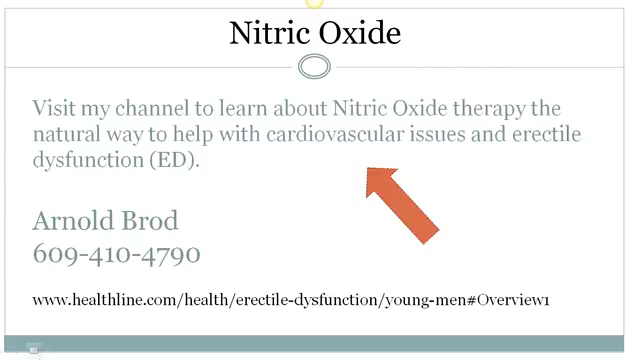 Nitric Oxide
Visit my channel to learn about Nitric Oxide therapy the
natural way to help with cardiovascular issues and erectile
dysfunction (ED).
Arnold Brod
609-410-4790
www.healthline.com/health/erectile-dysfunction/young-men#Overview1